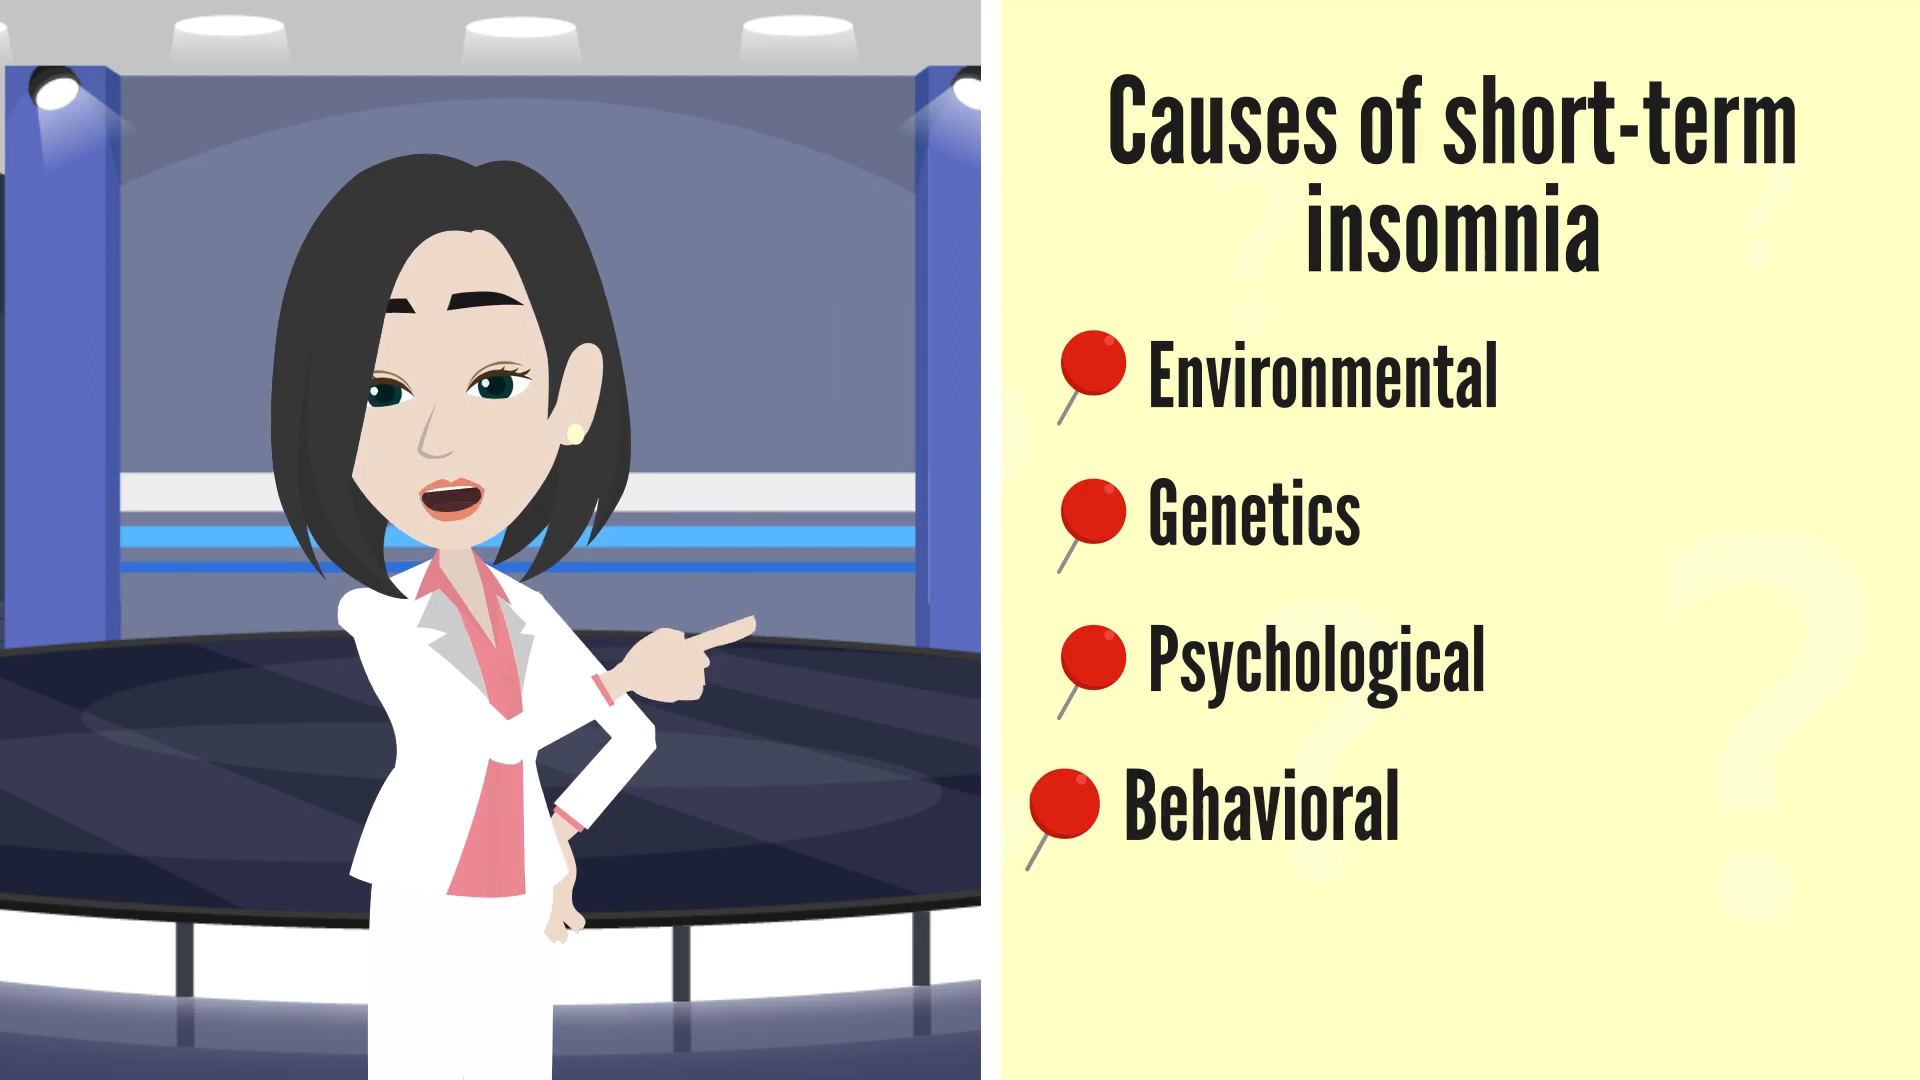 Causes of short-term
insomnia
Environmental
Genetics
Psychological
Behavioral